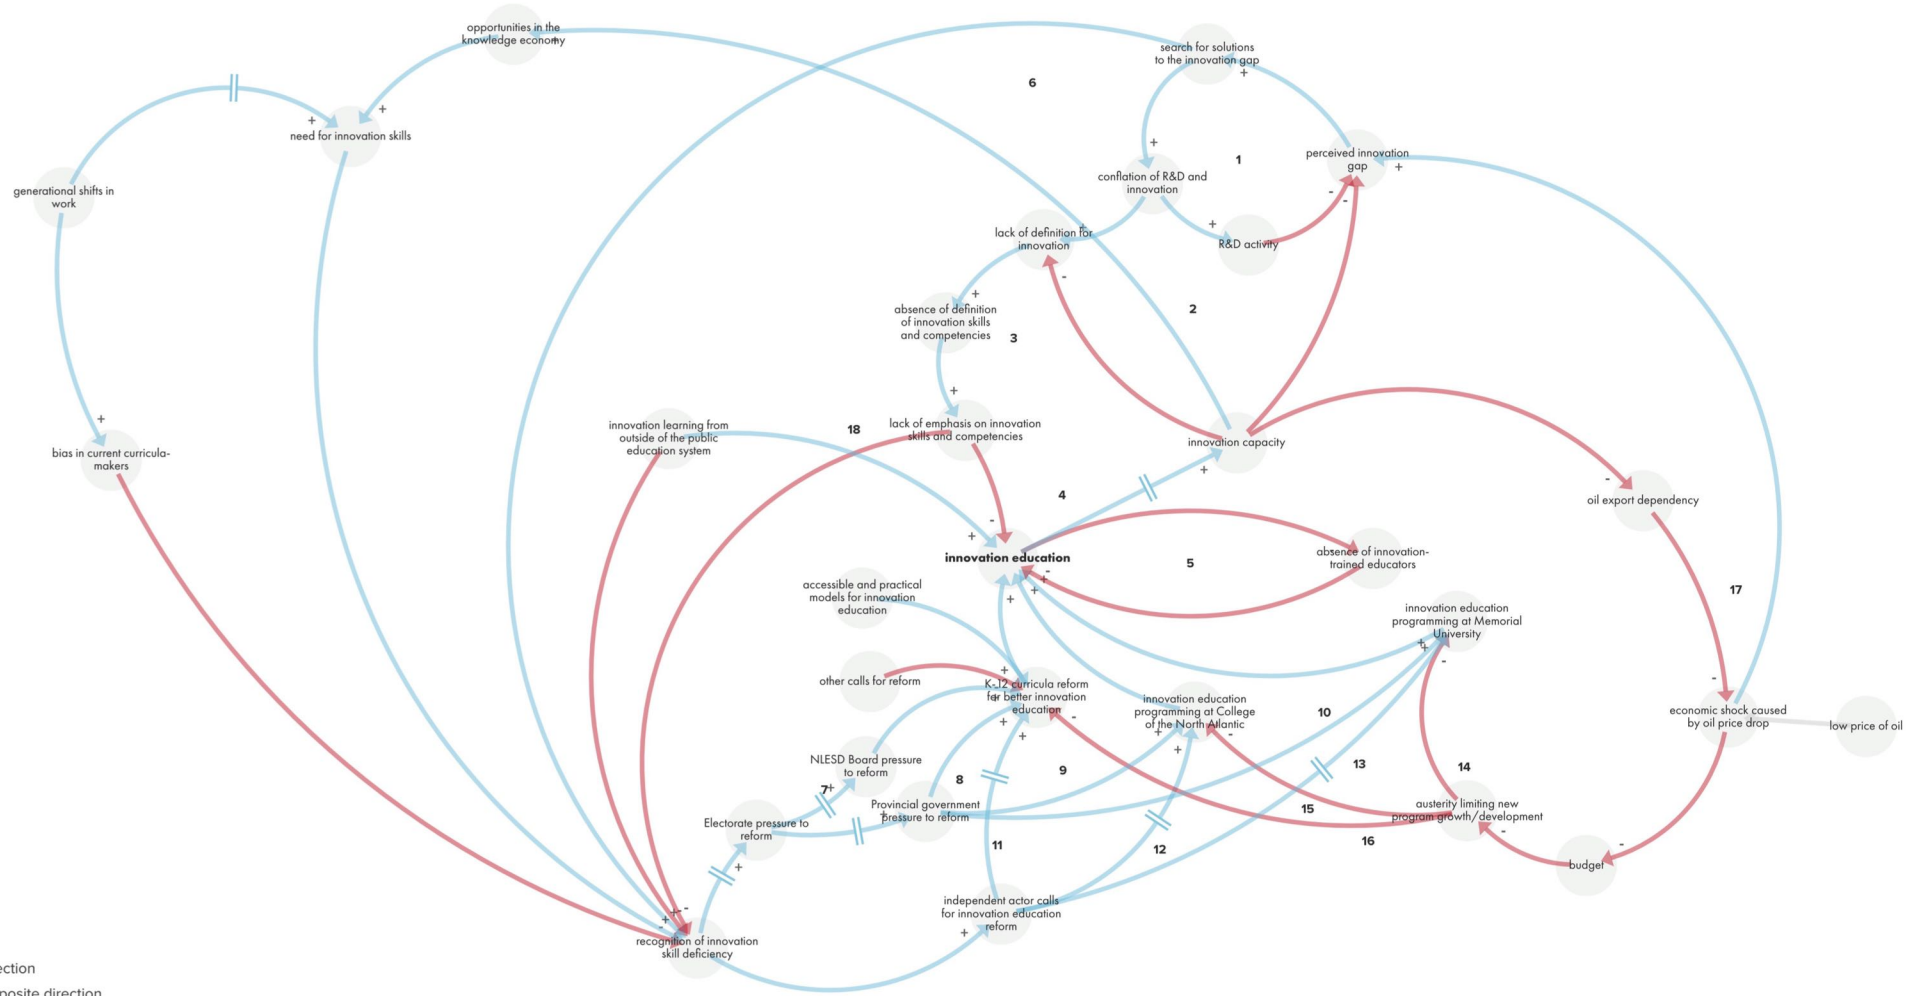 opportunities in the
knowledge economy
search for solutions
to the innovation gap
+
6
+
+
need for innovation skills
+
1
perceived innovation
gap
+
conflation of R&D and
innovation
-
-
generational shifts in
work
+
R&D activity
+
lack of definition for
innovation
-
+
absence of definition
of innovation skills
and competencies
2
3
+
+
bias in current curricula-
makers
innovation learning from
outside of the public
education system
18
lack of emphasis on innovation
skills and competencies
innovation capacity
+
-
oil export dependency
4
-
+
innovation education
5
absence of innovation-
trained educators
-
+
+
+
accessible and practical
models for innovation
education
17
innovation education
programming at Memorial
University
+
+
-
+
other calls for reform
K-12 curricula reform
for better innovation
education
-
innovation education
programming at College
of the North Atlantic
+
-
+
+
+
10
-
economic shock caused
by oil price drop
low price of oil
NLESD Board pressure
to reform
7
+
8
9
13
14
Provincial government
pressure to reform
+
15
austerity limiting new
program growth/development
-
Electorate pressure to
reform
+
11
12
16
-
budget
independent actor calls
for innovation education
reform
+
+
+
-
-
recognition of innovation
skill deficiency
ection
posite direction